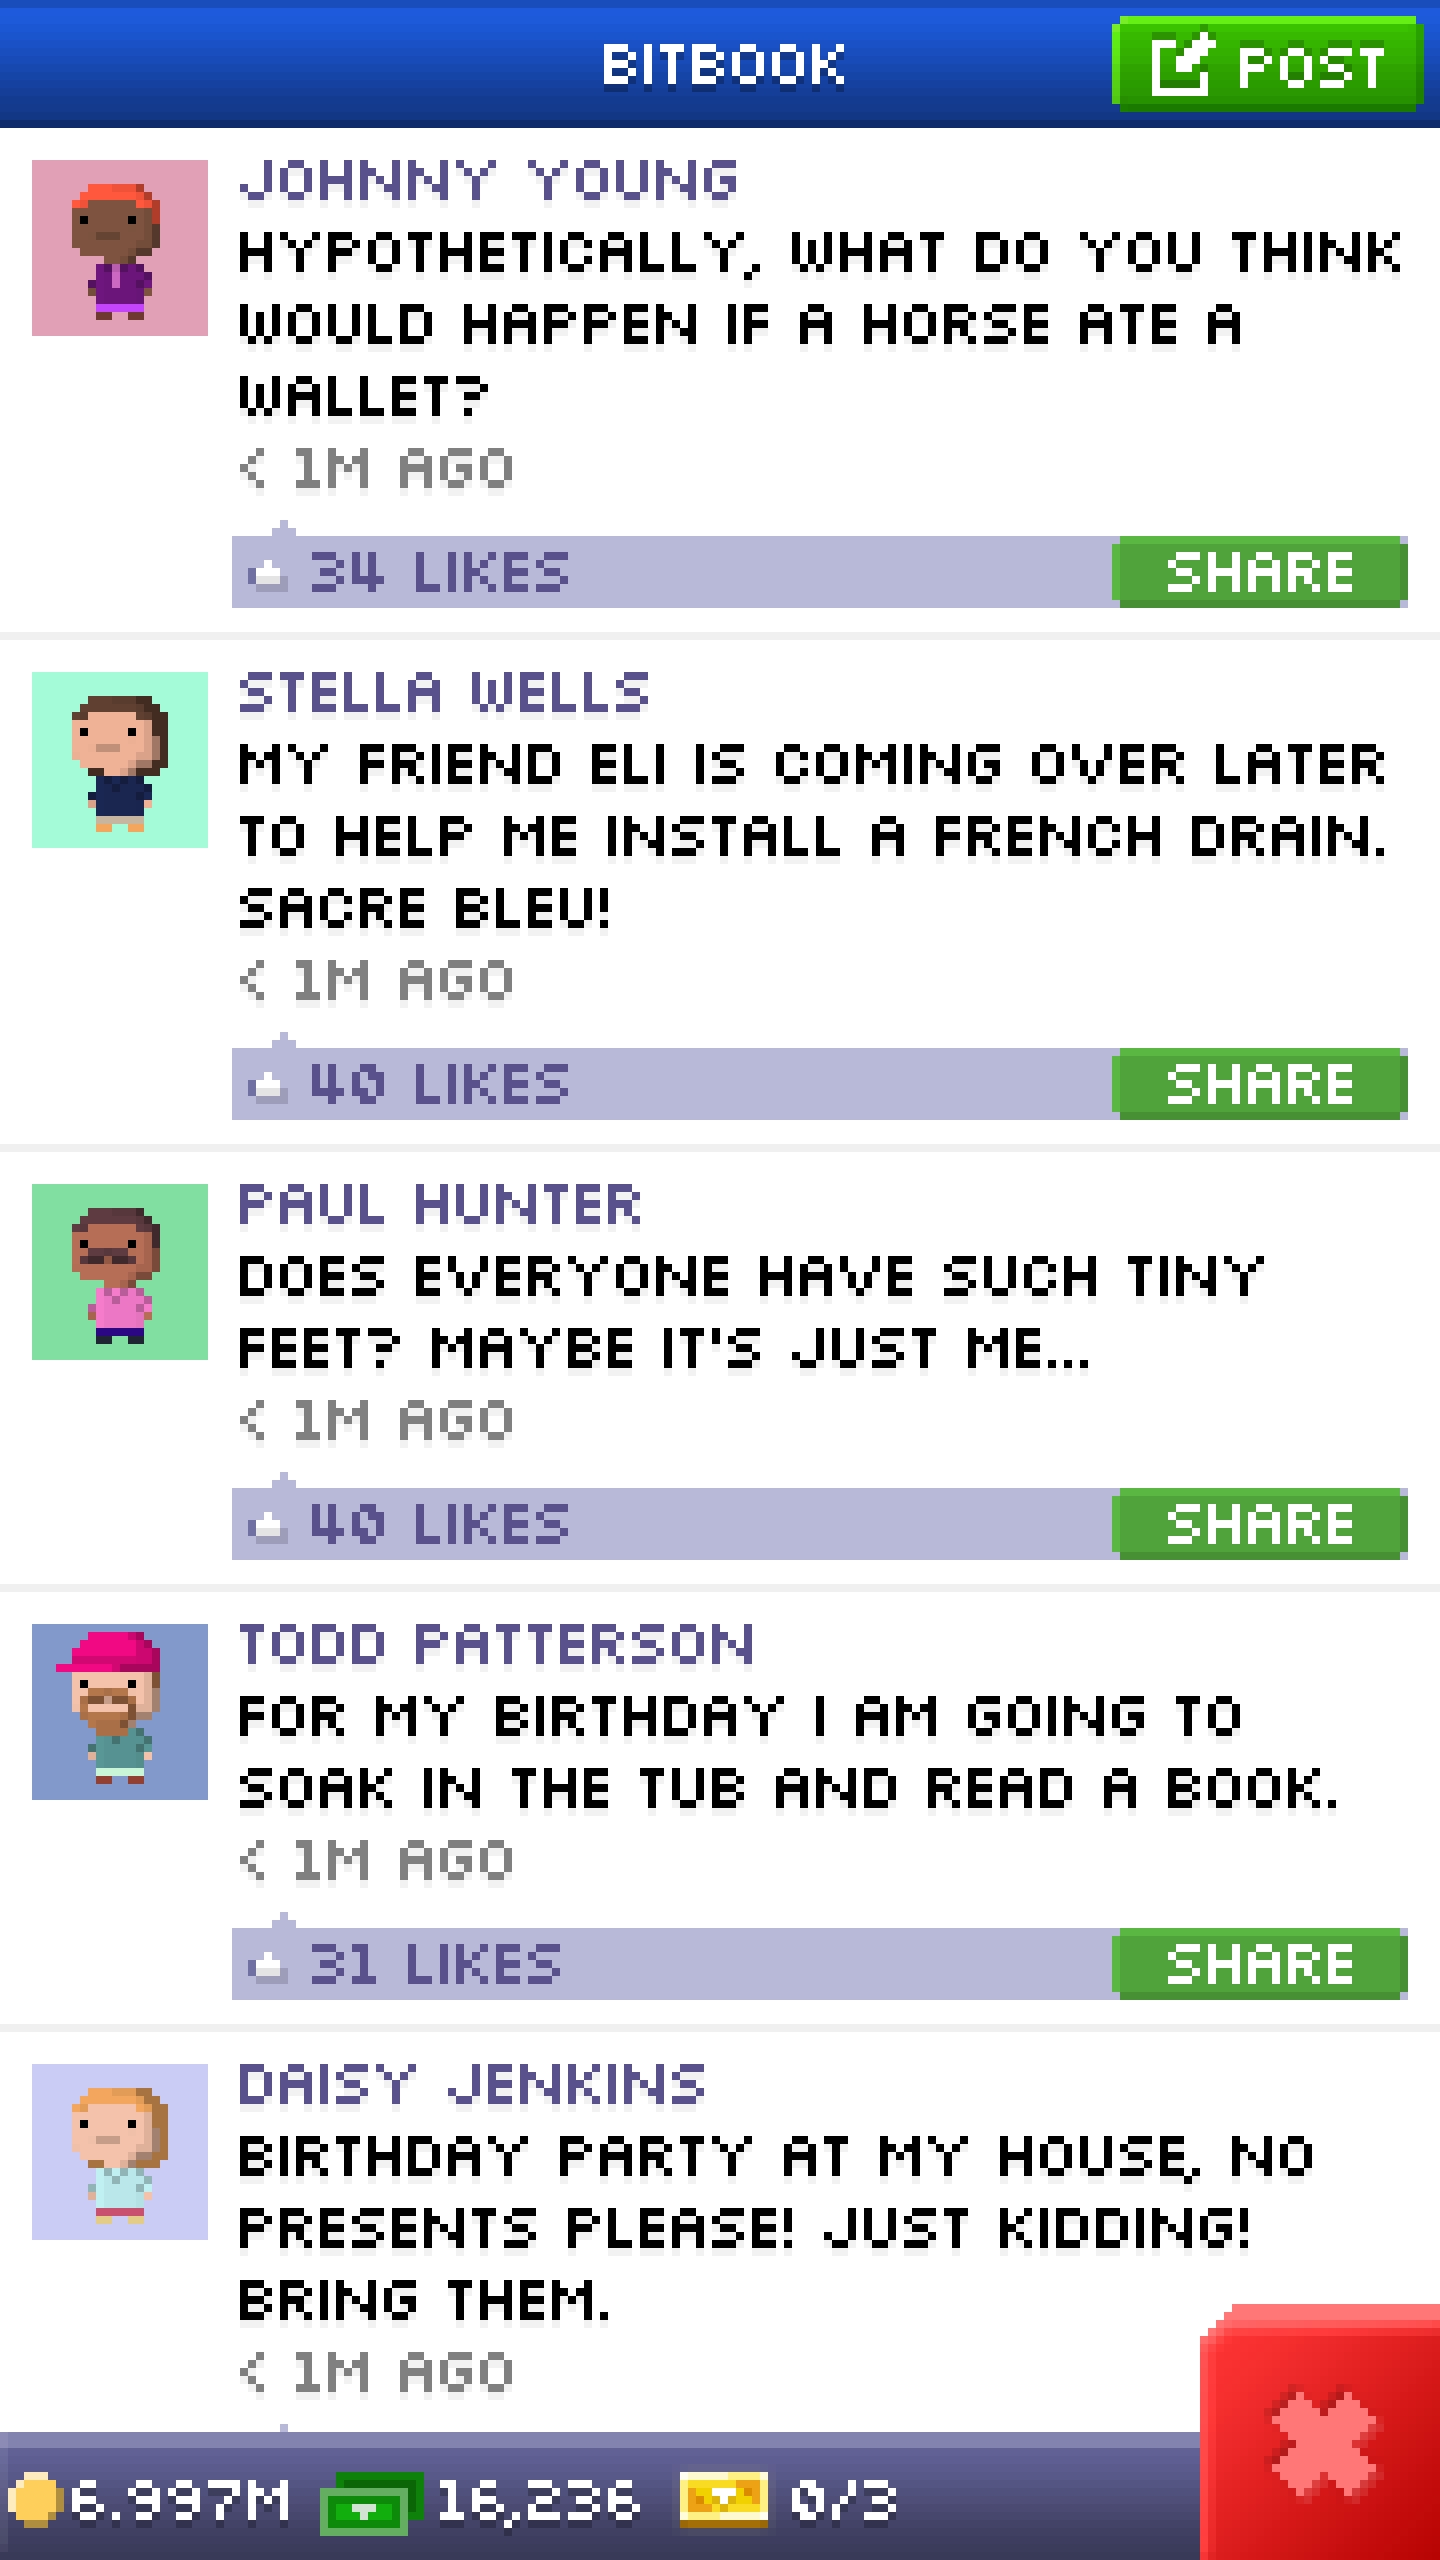 BITBOOK
POST
JOHNNY YOUNG
HYPOTHETICALLY, WHAT DO YOU THINK
WOULD HAPPEN IF A HORSE ATE A
WALLET?
< 1M AGO
34 LIKES
SHARE
STELLA WELLS
MY FRIEND ELI IS COMING OVER LATER
TO HELP ME INSTALL A FRENCH DRAIN.
SACRE BLEU!
< 1M AGO
40 LIKES
SHARE
PAUL HUNTER
DOES EVERYONE HAVE SUCH TINY
FEET? MAYBE IT'S JUST ME...
< 1M AGO
40 LIKES
SHARE
TODD PATTERSON
FOR MY BIRTHDAY I AM GOING TO
SOAK IN THE TUB AND READ A BOOK.
< 1M AGO
31 LIKES
SHARE
DAISY JENKINS
BIRTHDAY PARTY AT MY HOUSE, NO
PRESENTS PLEASE! JUST KIDDING!
BRING THEM.
< 1M AGO
6.997M
16,236
0/3